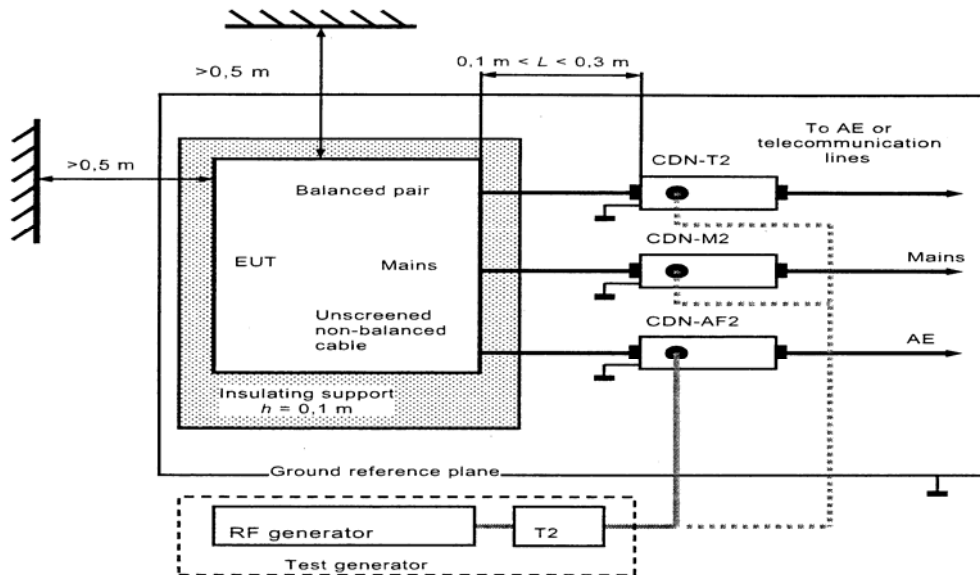 >0,5 m
0,1 m < L < 0,3 m
>0,5 m
To AE or
telecommunication
lines
CDN-T2
Balanced pair
CDN-M2
EUT
Mains
Mains
Unscreened
non-balanced
cable
CDN-AF2
AE
Insulating support
h = 0,1 m
Ground reference plane
RF generator
T2
Test generator